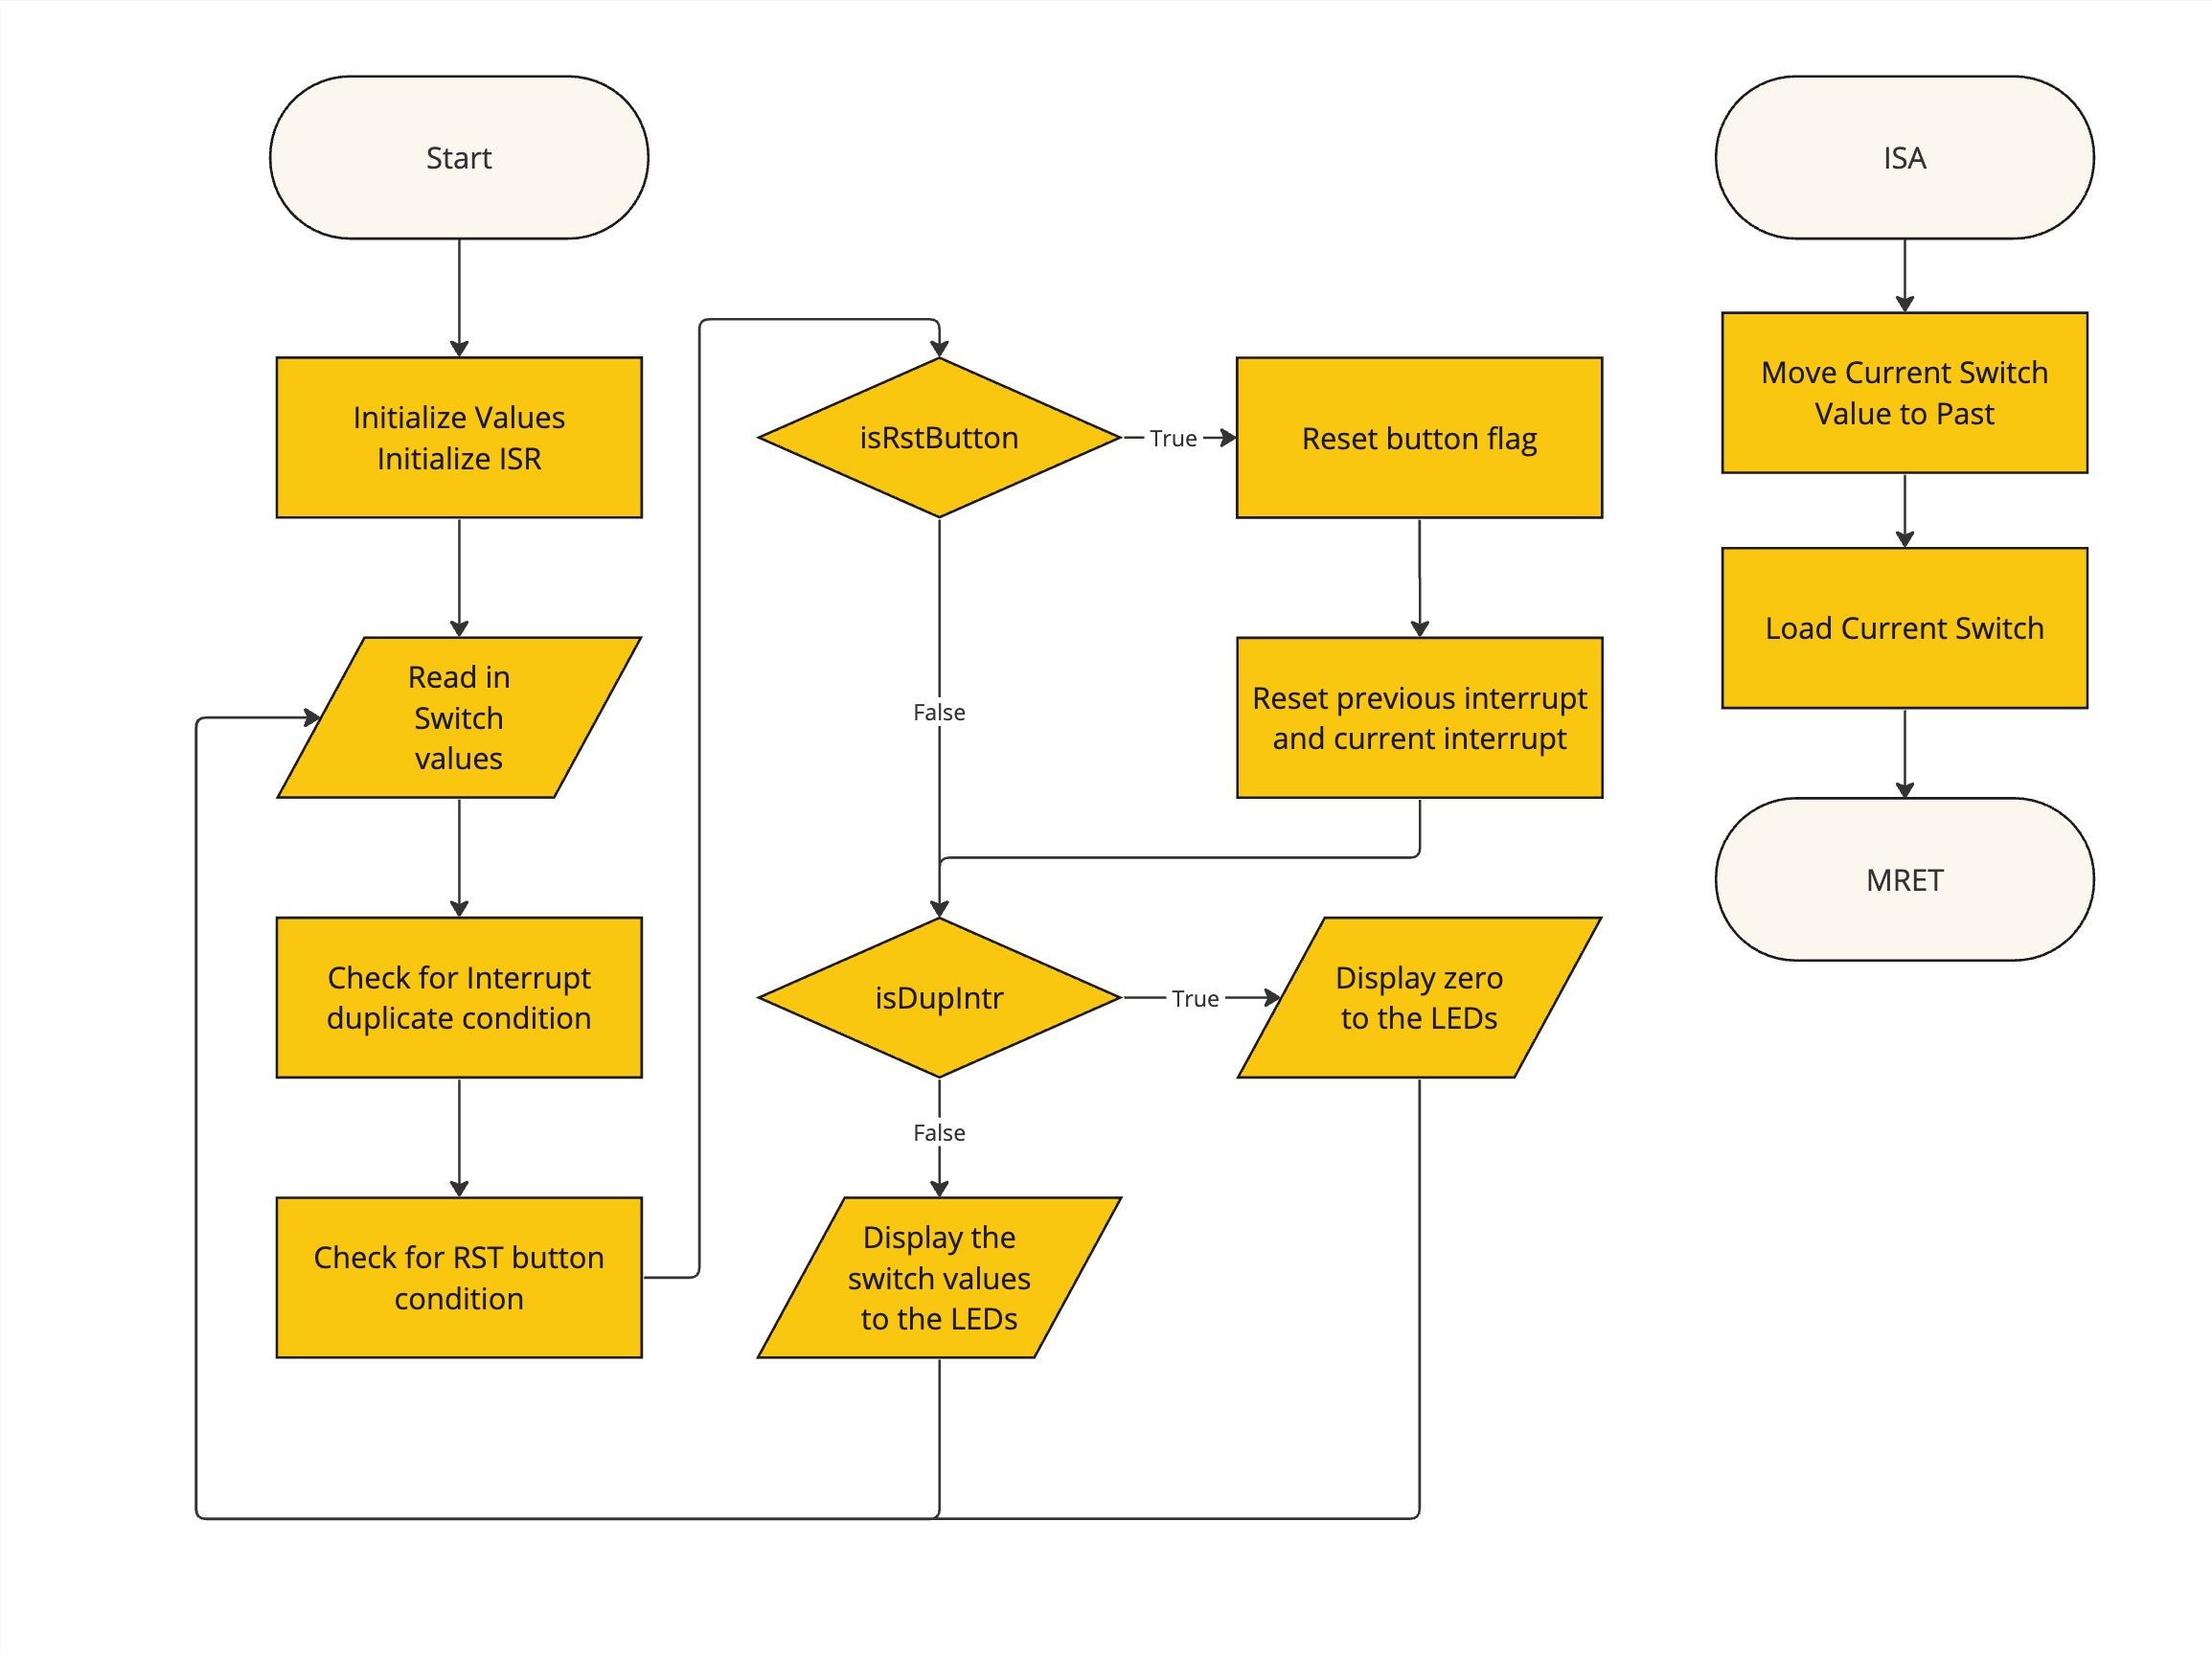 Start
Initialize Values
Initialize ISR
Read in
Switch
values
Check for Interrupt
duplicate condition
Check for RST button
condition
isRstButton
True
Reset button flag
False
Reset previous interrupt
and current interrupt
isDupIntr
True
Display zero
to the LEDs
False
Display the
switch values
to the LEDs
ISA
Move Current Switch
Value to Past
Load Current Switch
MRET